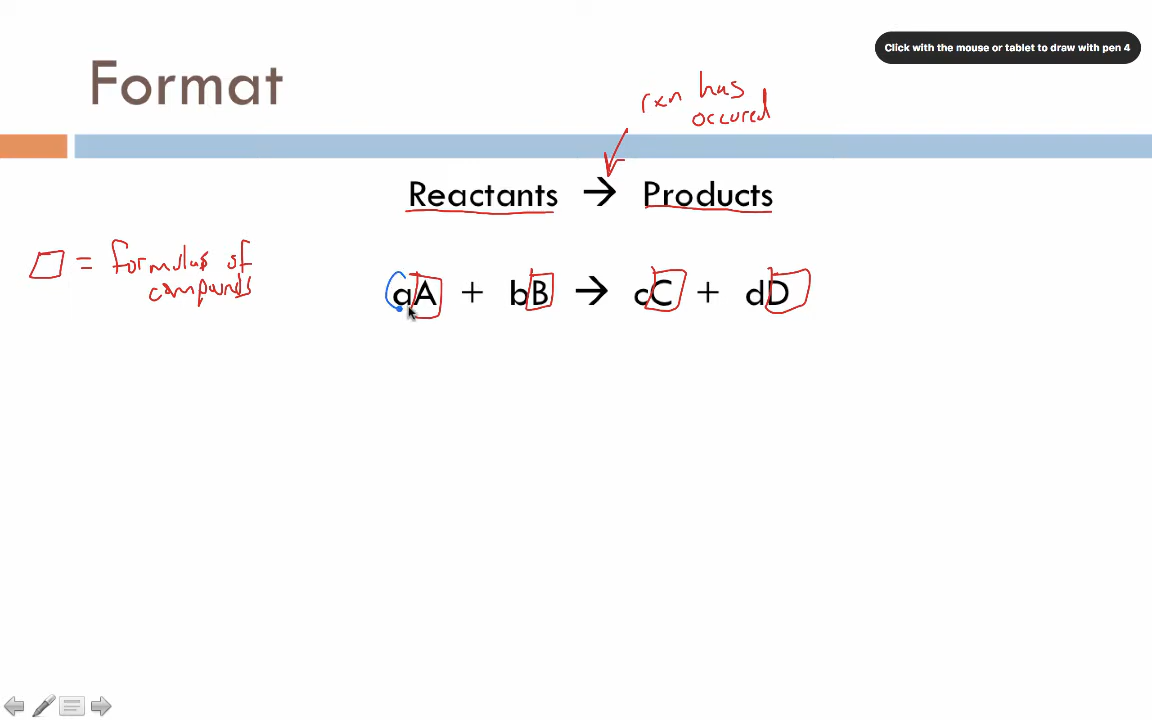 Click with the mouse or tablet to draw with pen 4
Format
rxn has
occured
Reactants → Products
= formulas of
compounds
aA + bB → cC + dD